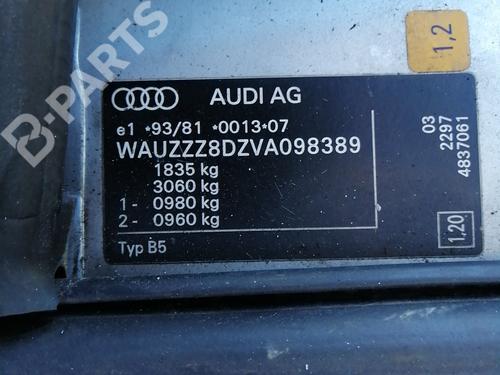 B-PARTS
1,2
AUDI AG
e1 *93/81 *0013*07
WAUZZZ8DZVA098389
1835 kg
3060 kg
1- 0980 kg
2- 0960 kg
Typ B5
03
2297
4837061
1.20